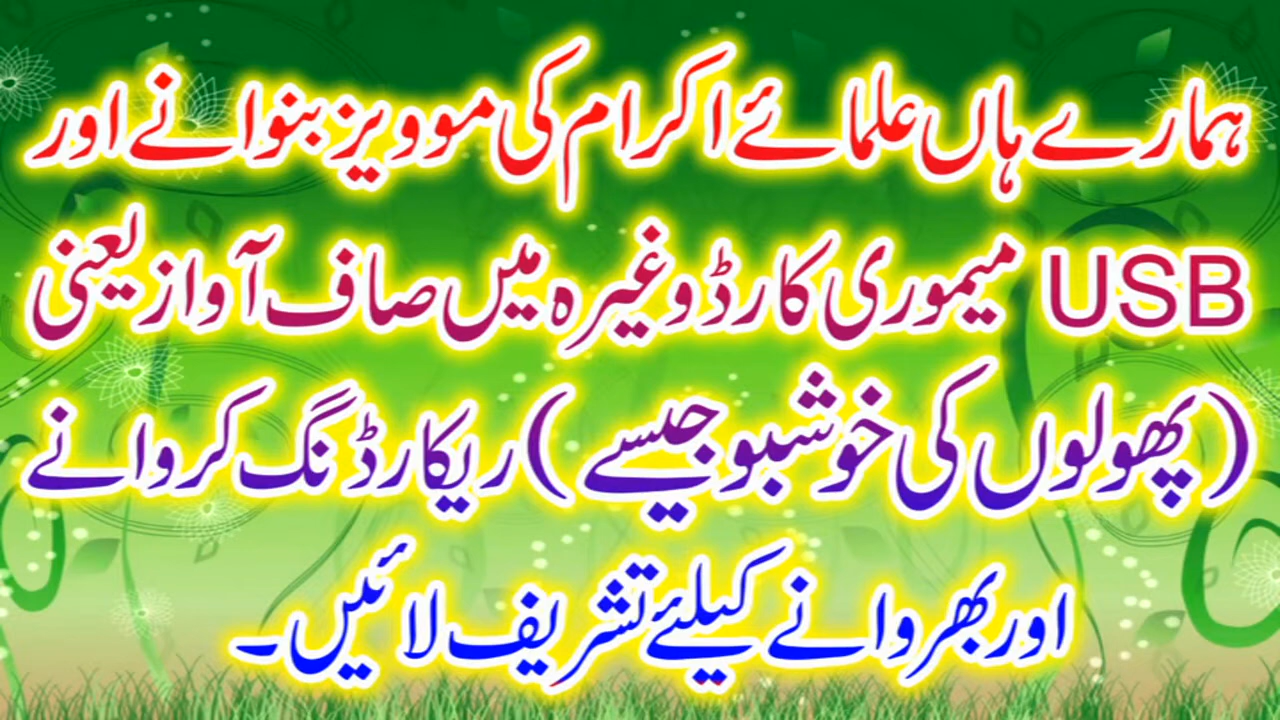 ہمارے ہاں علمائے اکرام کی موویز بنوانے اور
USB میموری کارڈ وغیرہ میں صاف آواز یعنی
(پھولوں کی خوشبو جیسے) ریکارڈنگ کروانے
اور بھروانے کیلئے تشریف لائیں۔